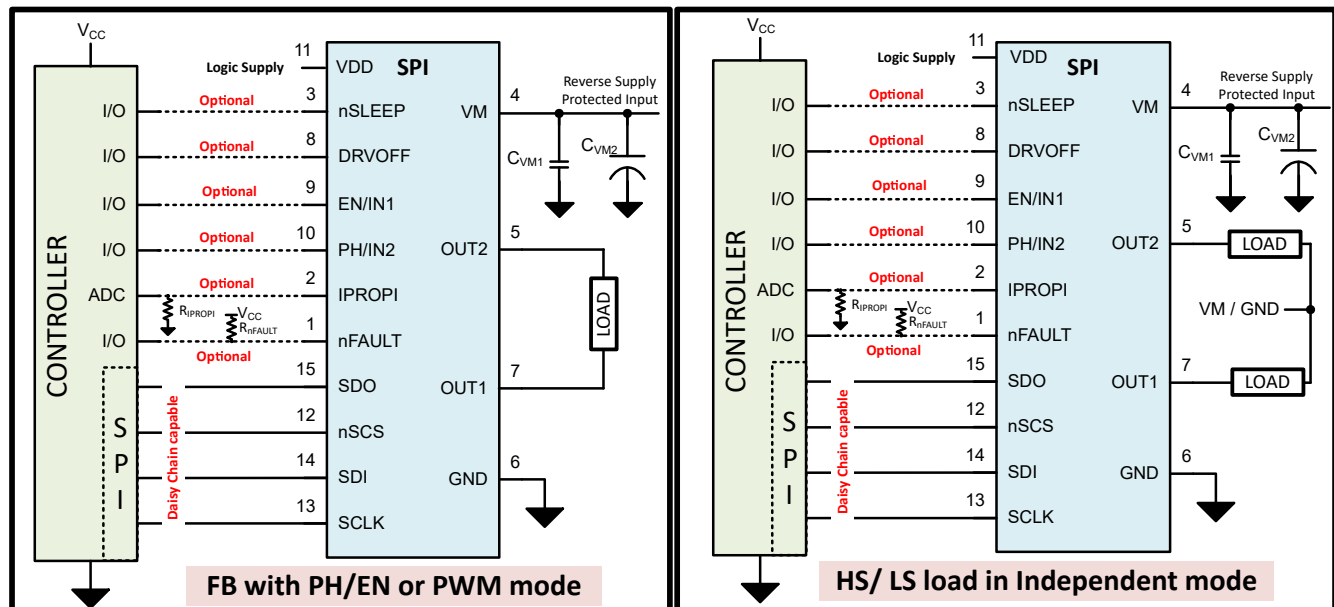 VCC
11
Logic Supply
VDD
SPI
I/O
Optional
3
nSLEEP
VM
4
Reverse Supply
Protected Input
I/O
Optional
8
DRVOFF
CVM1
CVM2
I/O
Optional
9
EN/IN1
I/O
Optional
10
PH/IN2
OUT2
5
ADC
Optional
2
IPROPI
RIPROPI
VCC
RnFAULT
I/O
Optional
1
nFAULT
LOAD
CONTROLLER
SPI
Daisy Chain capable
15
SDO
OUT1
7
12
nSCS
14
SDI
GND
6
13
SCLK
FB with PH/EN or PWM mode
VCC
11
Logic Supply
VDD
SPI
I/O
Optional
3
nSLEEP
VM
4
Reverse Supply
Protected Input
I/O
Optional
8
DRVOFF
CVM1
CVM2
I/O
Optional
9
EN/IN1
I/O
Optional
10
PH/IN2
OUT2
5
LOAD
ADC
Optional
2
IPROPI
RIPROPI
VCC
RnFAULT
VM / GND
I/O
Optional
1
nFAULT
CONTROLLER
SPI
Daisy Chain capable
15
SDO
OUT1
7
LOAD
12
nSCS
14
SDI
GND
6
13
SCLK
HS/ LS load in Independent mode